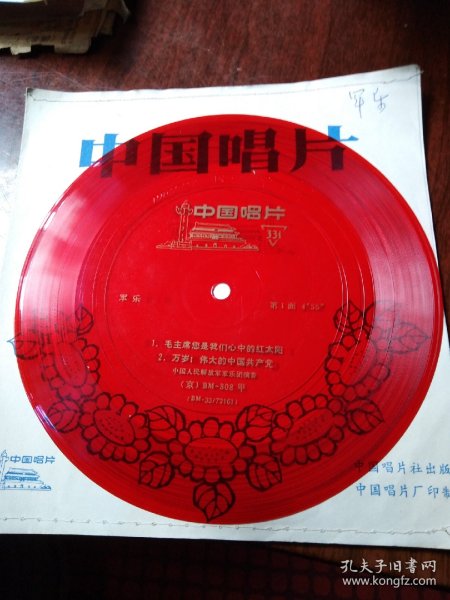 军乐
中国唱片
中国唱片
33⅓
军乐
第1面 4′55″
1. 毛主席您是我们心中的红太阳
2. 万岁！伟大的中国共产党
中国人民解放军军乐团演奏
(京)BM-808甲
(BM-33/72160)
中国唱片
中国唱片社出版
中国唱片厂印制
孔夫子旧书网
www.kongfz.com